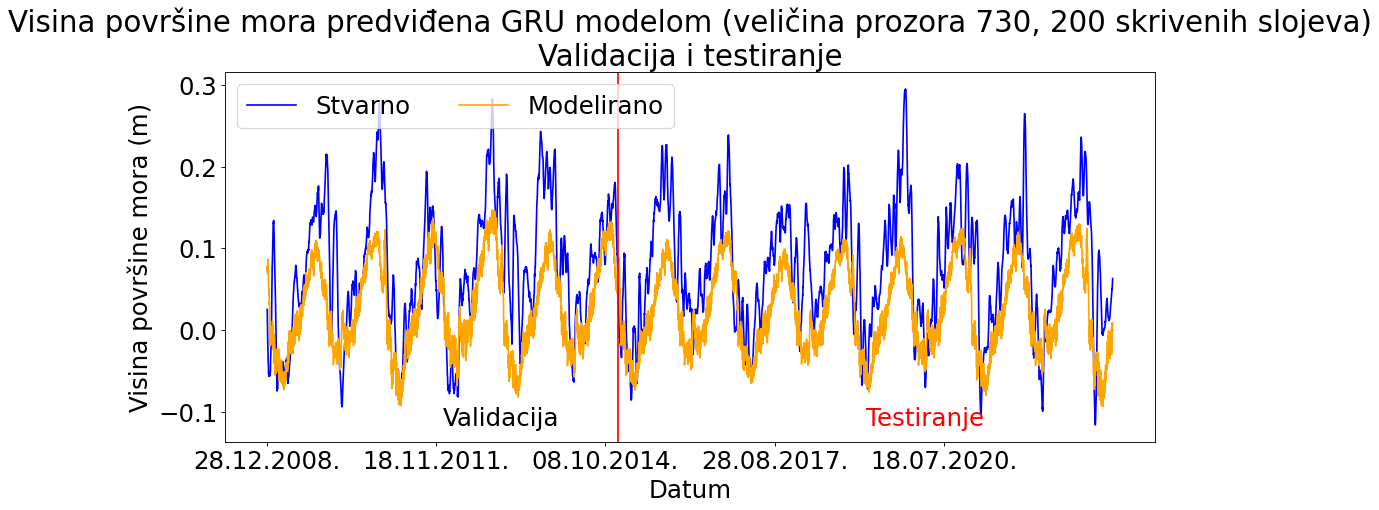 Visina površine mora predviđena GRU modelom (veličina prozora 730, 200 skrivenih slojeva)
Validacija i testiranje
Stvarno
Modelirano
Visina površine mora (m)
0.3
0.2
0.1
0.0
−0.1
Validacija
Testiranje
28.12.2008.
18.11.2011.
08.10.2014.
28.08.2017.
18.07.2020.
Datum